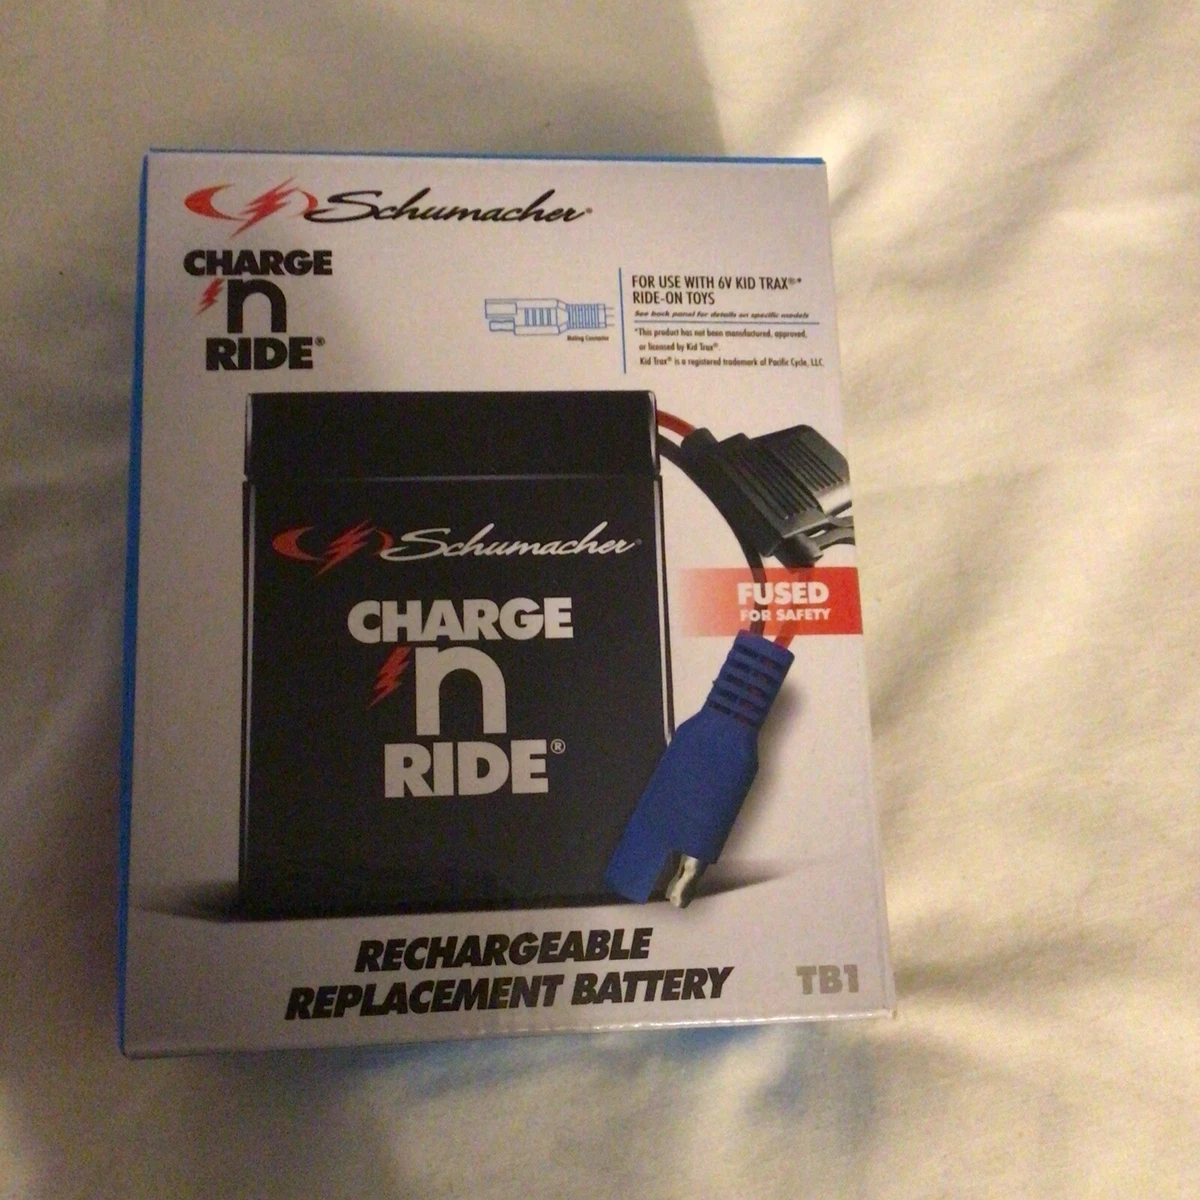 Schumacher®
CHARGE
'n
RIDE®
Mating Connector
FOR USE WITH 6V KID TRAX®*
RIDE-ON TOYS
See back panel for details on specific models
*This product has not been manufactured, approved,
or licensed by Kid Trax®.
Kid Trax® is a registered trademark of Pacific Cycle, LLC.
Schumacher®
CHARGE
'n
RIDE®
FUSED
FOR SAFETY
RECHARGEABLE
REPLACEMENT BATTERY
TB1